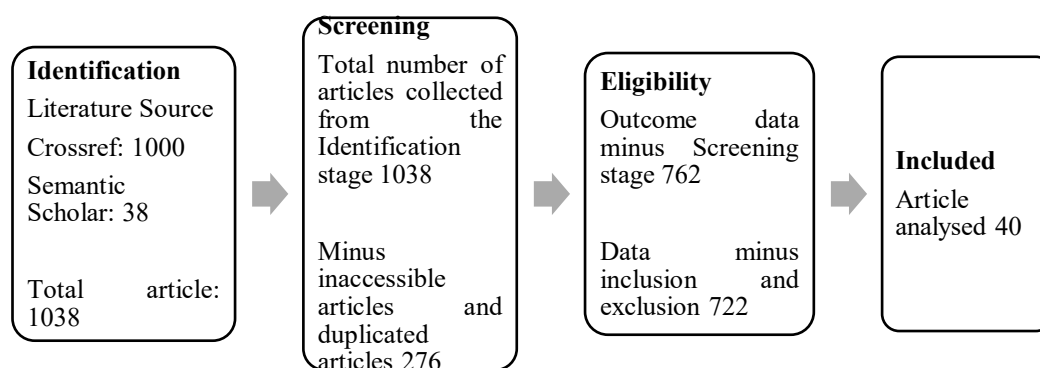 Identification
Literature Source
Crossref: 1000
Semantic
Scholar: 38
Total article:
1038
Screening
Total number of
articles collected
from the
Identification
stage 1038
Minus
inaccessible
articles and
duplicated
articles 276
Eligibility
Outcome data
minus Screening
stage 762
Data minus
inclusion and
exclusion 722
Included
Article
analysed 40